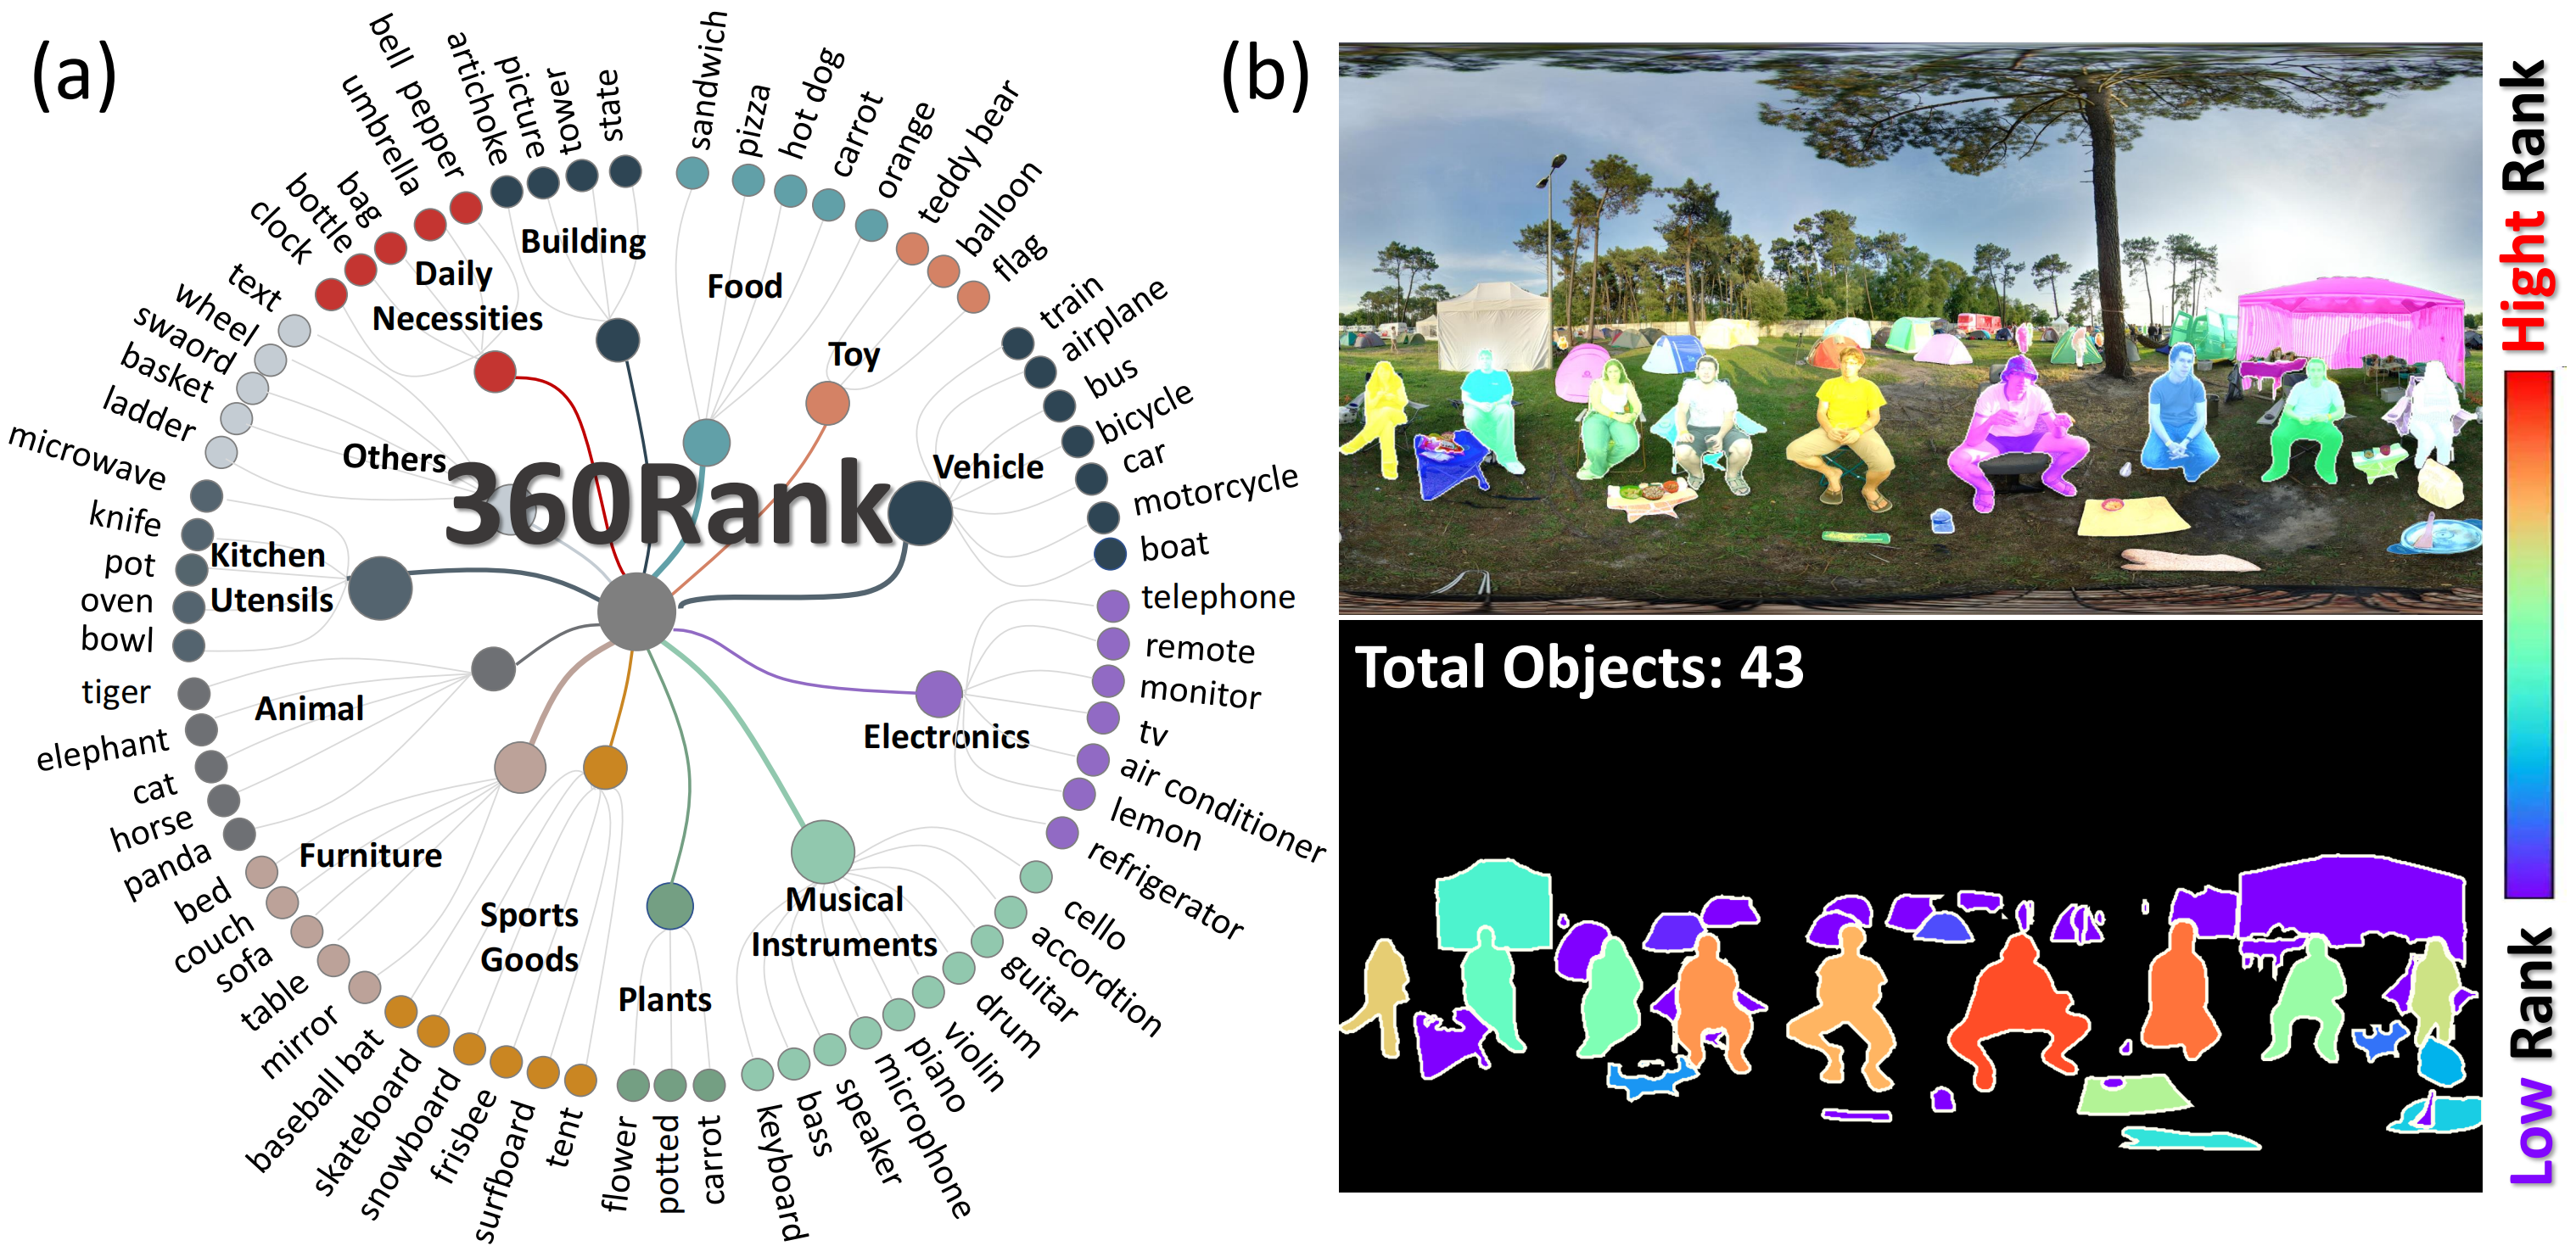 (a)
sandwich
pizza
hot dog
carrot
orange
teddy bear
balloon
flag
train
airplane
bus
bicycle
car
motorcycle
boat
telephone
remote
monitor
tv
air conditioner
lemon
refrigerator
cello
accordtion
guitar
drum
violin
piano
microphone
speaker
bass
keyboard
carrot
potted
flower
tent
surfboard
frisbee
snowboard
skateboard
baseball bat
mirror
table
sofa
couch
bed
panda
horse
cat
elephant
tiger
bowl
oven
pot
knife
microwave
ladder
basket
swaord
wheel
text
clock
bottle
bag
umbrella
bell pepper
artichoke
picture
tower
state
Building
Food
Daily
Necessities
Toy
Others
Vehicle
360Rank
Kitchen
Utensils
Animal
Electronics
Furniture
Sports
Goods
Musical
Instruments
Plants
(b)
Total Objects: 43
Hight Rank
Low Rank